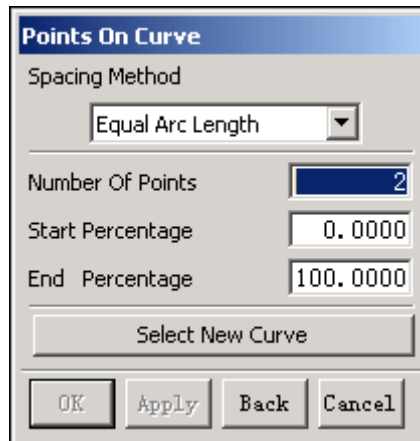 Points On Curve
Spacing Method
Equal Arc Length
Number Of Points 2
Start Percentage 0.0000
End Percentage 100.0000
Select New Curve
OK Apply Back Cancel